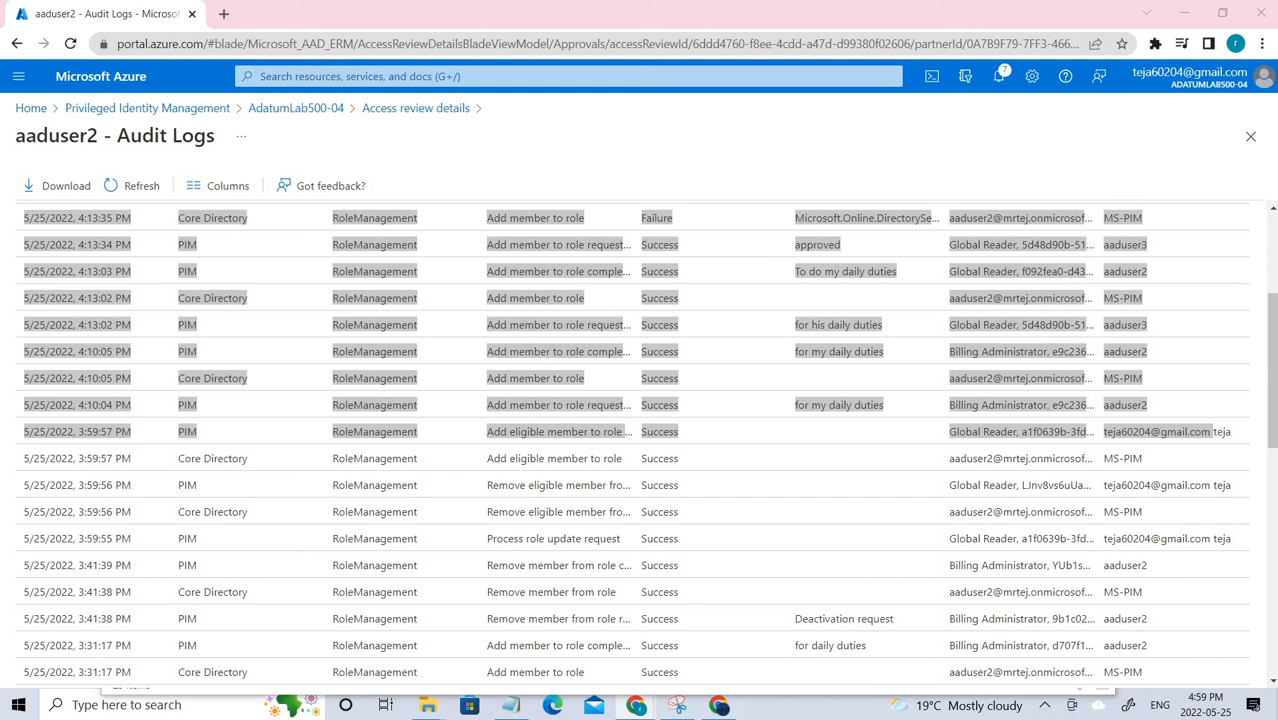 aaduser2 - Audit Logs - Microsof
portal.azure.com/#blade/Microsoft_AAD_ERM/AccessReviewDetailsBladeViewModel/Approvals/accessReviewId/6ddd4760-f8ee-4cdd-a47d-d99380f02606/partnerId/0A7B9F79-7FF3-466...
r
Microsoft Azure
Search resources, services, and docs (G+/)
7
teja60204@gmail.com
ADATUMLAB500-04
Home > Privileged Identity Management > AdatumLab500-04 > Access review details >
aaduser2 - Audit Logs ...
Download Refresh Columns Got feedback?
5/25/2022, 4:13:35 PM Core Directory RoleManagement Add member to role Failure Microsoft.Online.DirectorySe... aaduser2@mrtej.onmicrosof... MS-PIM
5/25/2022, 4:13:34 PM PIM RoleManagement Add member to role request... Success approved Global Reader, 5d48d90b-51... aaduser3
5/25/2022, 4:13:03 PM PIM RoleManagement Add member to role comple... Success To do my daily duties Global Reader, f092fea0-d43... aaduser2
5/25/2022, 4:13:02 PM Core Directory RoleManagement Add member to role Success aaduser2@mrtej.onmicrosof... MS-PIM
5/25/2022, 4:13:02 PM PIM RoleManagement Add member to role request... Success for his daily duties Global Reader, 5d48d90b-51... aaduser3
5/25/2022, 4:10:05 PM PIM RoleManagement Add member to role comple... Success for my daily duties Billing Administrator, e9c236... aaduser2
5/25/2022, 4:10:05 PM Core Directory RoleManagement Add member to role Success aaduser2@mrtej.onmicrosof... MS-PIM
5/25/2022, 4:10:04 PM PIM RoleManagement Add member to role request... Success for my daily duties Billing Administrator, e9c236... aaduser2
5/25/2022, 3:59:57 PM PIM RoleManagement Add eligible member to role ... Success Global Reader, a1f0639b-3fd... teja60204@gmail.com teja
5/25/2022, 3:59:57 PM Core Directory RoleManagement Add eligible member to role Success aaduser2@mrtej.onmicrosof... MS-PIM
5/25/2022, 3:59:56 PM PIM RoleManagement Remove eligible member fro... Success Global Reader, LJnv8vs6uUa... teja60204@gmail.com teja
5/25/2022, 3:59:56 PM Core Directory RoleManagement Remove eligible member fro... Success aaduser2@mrtej.onmicrosof... MS-PIM
5/25/2022, 3:59:55 PM PIM RoleManagement Process role update request Success Global Reader, a1f0639b-3fd... teja60204@gmail.com teja
5/25/2022, 3:41:39 PM PIM RoleManagement Remove member from role c... Success Billing Administrator, YUb1s... aaduser2
5/25/2022, 3:41:38 PM Core Directory RoleManagement Remove member from role Success aaduser2@mrtej.onmicrosof... MS-PIM
5/25/2022, 3:41:38 PM PIM RoleManagement Remove member from role r... Success Deactivation request Billing Administrator, 9b1c02... aaduser2
5/25/2022, 3:31:17 PM PIM RoleManagement Add member to role comple... Success for daily duties Billing Administrator, d707f1... aaduser2
5/25/2022, 3:31:17 PM Core Directory RoleManagement Add member to role Success aaduser2@mrtej.onmicrosof... MS-PIM
Type here to search
19°C Mostly cloudy
ENG
4:59 PM
2022-05-25